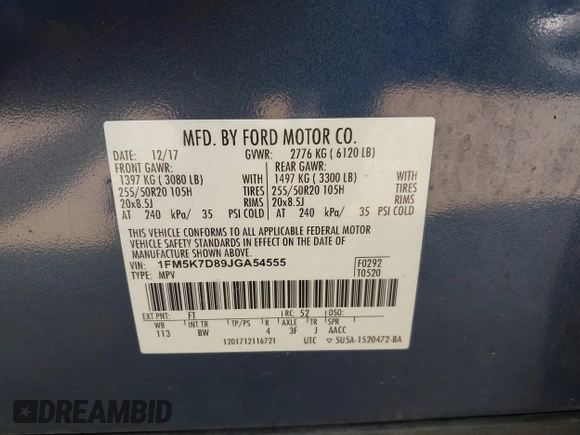 MFD. BY FORD MOTOR CO.
DATE: 12/17 GVWR: 2776 KG ( 6120 LB)
FRONT GAWR: REAR GAWR:
1397 KG ( 3080 LB) WITH 1497 KG ( 3300 LB) WITH
255/50R20 105H TIRES 255/50R20 105H TIRES
20x8.5J RIMS 20x8.5J RIMS
AT 240 kPa/ 35 PSI COLD AT 240 kPa/ 35 PSI COLD
THIS VEHICLE CONFORMS TO ALL APPLICABLE FEDERAL MOTOR
VEHICLE SAFETY STANDARDS IN EFFECT ON THE DATE OF
MANUFACTURE SHOWN ABOVE.
VIN: 1FM5K7D89JGA54555 F0292
TYPE: MPV T0520
EXT PNT: FT RC: 52
WB INT TR TP/PS R AXLE TR SPR
113 BW 4 3F J AACC
1201712116721 UTC ▽ 5U5A-1520472-BA
DREAMBID